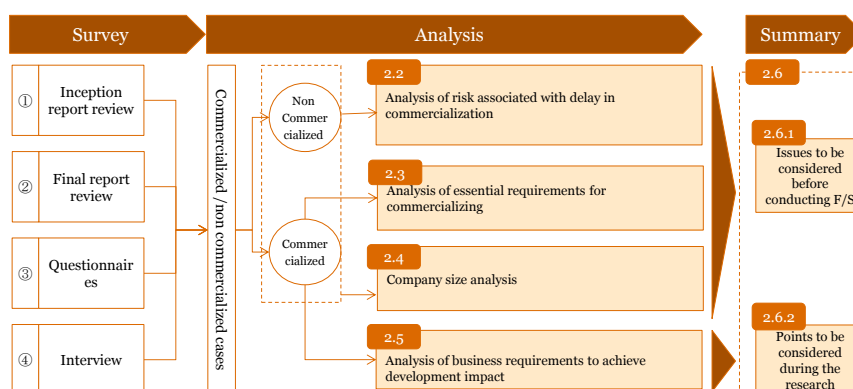 Survey
Analysis
Summary
①
Inception
report review
②
Final report
review
③
Questionnair
es
④
Interview
Commercialized /non commercialized cases
Non
Commer
cialized
Commer
cialized
2.2
Analysis of risk associated with delay in
commercialization
2.3
Analysis of essential requirements for
commercializing
2.4
Company size analysis
2.5
Analysis of business requirements to achieve
development impact
2.6
2.6.1
Issues to be
considered
before
conducting F/S
2.6.2
Points to be
considered
during the
research